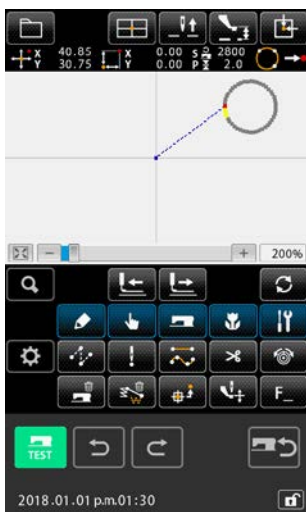 X 40.85 X 0.00 S 2800
Y 30.75 Y 0.00 P 2.0
200%
W
F_
TEST
2018.01.01 p.m.01:30